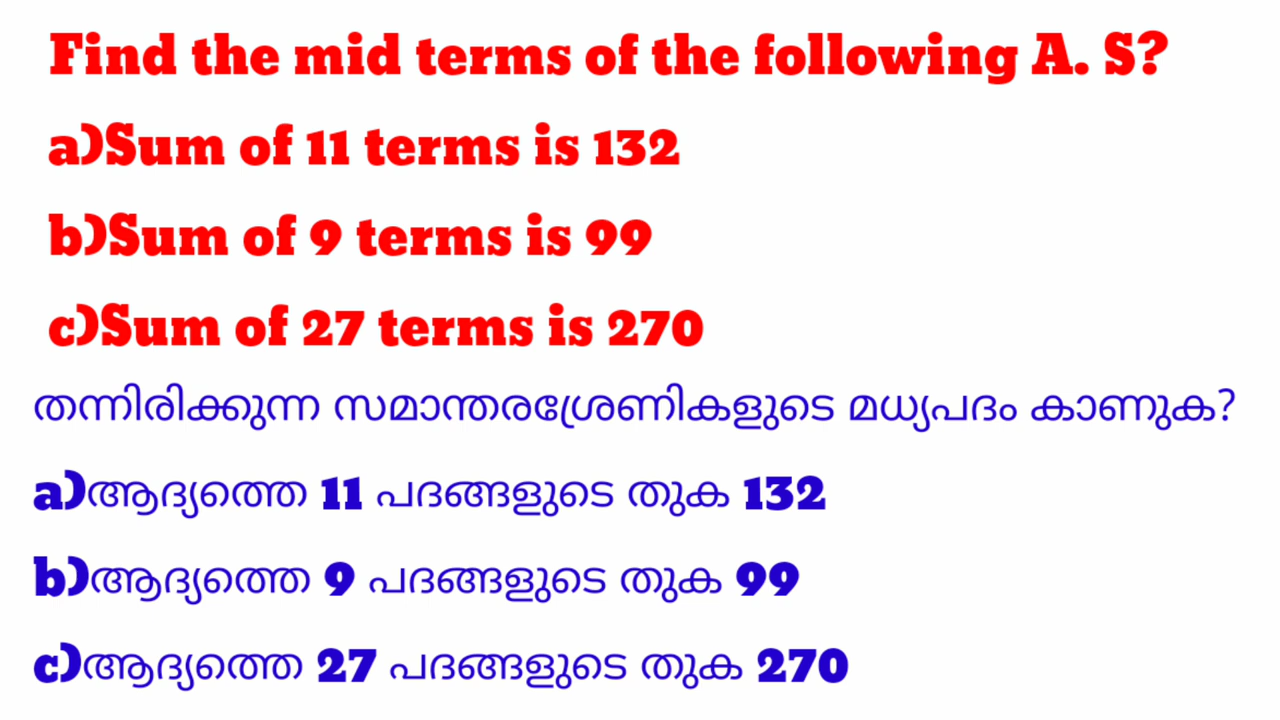 Find the mid terms of the following A. S?
a)Sum of 11 terms is 132
b)Sum of 9 terms is 99
c)Sum of 27 terms is 270
തന്നിരിക്കുന്ന സമാന്തരശ്രേണികളുടെ മധ്യപദം കാണുക?
a)ആദ്യത്തെ 11 പദങ്ങളുടെ തുക 132
b)ആദ്യത്തെ 9 പദങ്ങളുടെ തുക 99
c)ആദ്യത്തെ 27 പദങ്ങളുടെ തുക 270